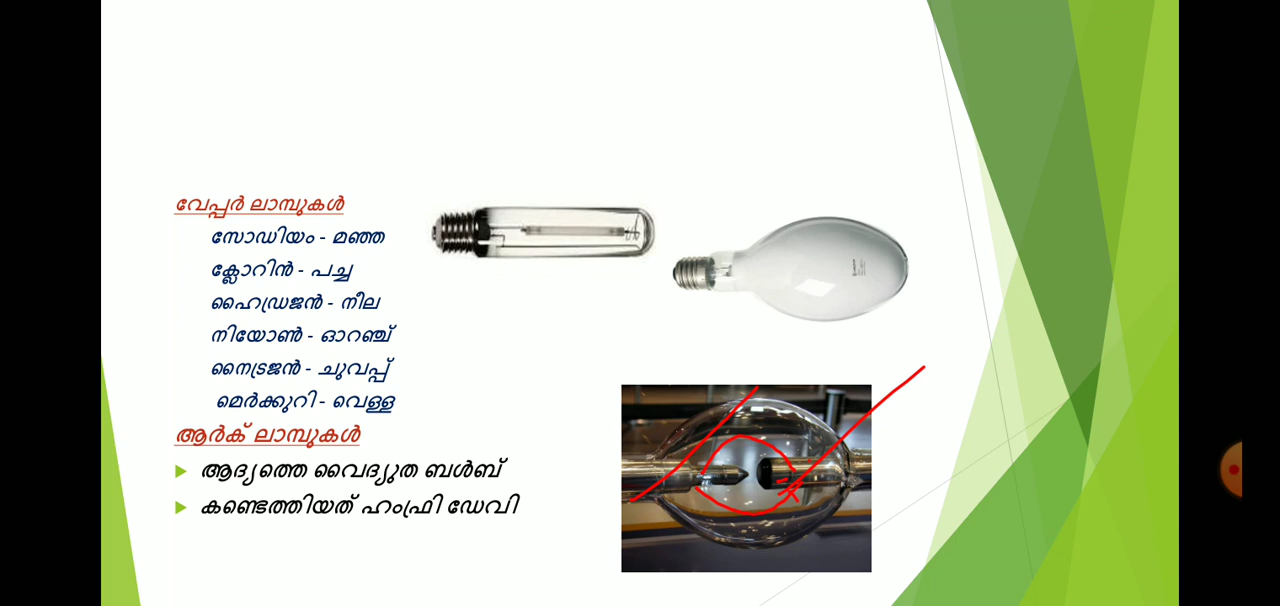 വേപ്പർ ലാമ്പുകൾ
സോഡിയം - മഞ്ഞ
ക്ലോറിൻ - പച്ച
ഹൈഡ്രജൻ - നീല
നിയോൺ - ഓറഞ്ച്
നൈട്രജൻ - ചുവപ്പ്
മെർക്കുറി - വെള്ള
ആർക് ലാമ്പുകൾ
ആദ്യത്തെ വൈദ്യുത ബൾബ്
കണ്ടെത്തിയത് ഹംഫ്രി ഡേവി